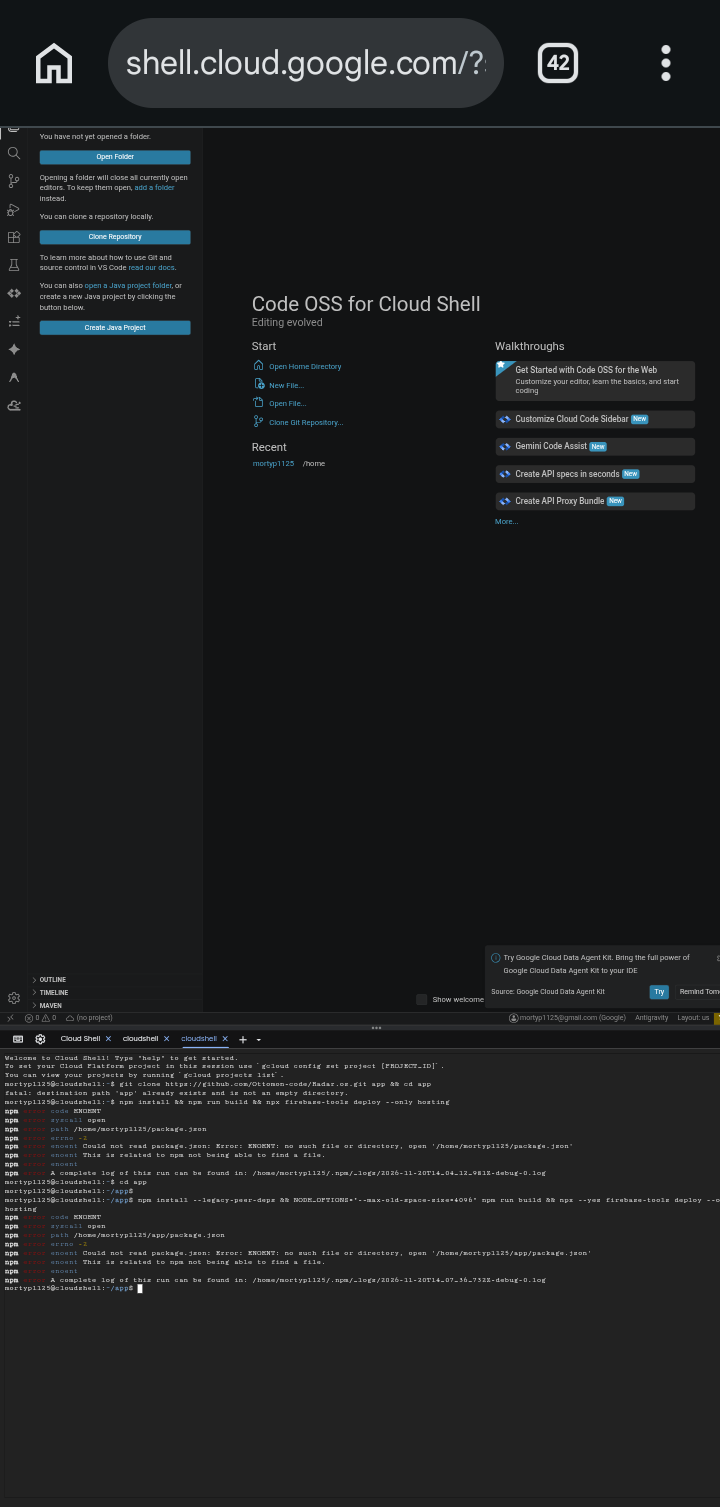 shell.cloud.google.com/?
42
You have not yet opened a folder.
Open Folder
Opening a folder will close all currently open
editors. To keep them open, add a folder
instead.
You can clone a repository locally.
Clone Repository
To learn more about how to use Git and
source control in VS Code read our docs.
You can also open a Java project folder, or
create a new Java project by clicking the
button below.
Create Java Project
Code OSS for Cloud Shell
Editing evolved
Start
Open Home Directory
New File...
Open File...
Clone Git Repository...
Recent
mortyp1125 /home
Walkthroughs
Get Started with Code OSS for the Web
Customize your editor, learn the basics, and start
coding
Customize Cloud Code Sidebar New
Gemini Code Assist New
Create API specs in seconds New
Create API Proxy Bundle New
More...
OUTLINE
TIMELINE
MAVEN
Show welcome
Try Google Cloud Data Agent Kit. Bring the full power of
Google Cloud Data Agent Kit to your IDE
Source: Google Cloud Data Agent Kit
Try
Remind Tom
0 0 (no project)
mortyp1125@gmail.com (Google) Antigravity Layout: us
Cloud Shell cloudshell cloudshell
Welcome to Cloud Shell! Type "help" to get started.
To set your Cloud Platform project in this session use `gcloud config set project [PROJECT_ID]`.
You can view your projects by running `gcloud projects list`.
mortyp1125@cloudshell:~$ git clone https://github.com/Ottomon-code/Radar.os.git app && cd app
fatal: destination path 'app' already exists and is not an empty directory.
mortyp1125@cloudshell:~$ npm install && npm run build && npx firebase-tools deploy --only hosting
npm error code ENOENT
npm error syscall open
npm error path /home/mortyp1125/package.json
npm error errno -2
npm error enoent Could not read package.json: Error: ENOENT: no such file or directory, open '/home/mortyp1125/package.json'
npm error enoent This is related to npm not being able to find a file.
npm error enoent
npm error A complete log of this run can be found in: /home/mortyp1125/.npm/_logs/2026-11-20T14_04_12_981Z-debug-0.log
mortyp1125@cloudshell:~$ cd app
mortyp1125@cloudshell:~/app$
mortyp1125@cloudshell:~/app$ npm install --legacy-peer-deps && NODE_OPTIONS="--max-old-space-size=4096" npm run build && npx --yes firebase-tools deploy --o
hosting
npm error code ENOENT
npm error syscall open
npm error path /home/mortyp1125/app/package.json
npm error errno -2
npm error enoent Could not read package.json: Error: ENOENT: no such file or directory, open '/home/mortyp1125/app/package.json'
npm error enoent This is related to npm not being able to find a file.
npm error enoent
npm error A complete log of this run can be found in: /home/mortyp1125/.npm/_logs/2026-11-20T14_07_36_732Z-debug-0.log
mortyp1125@cloudshell:~/app$